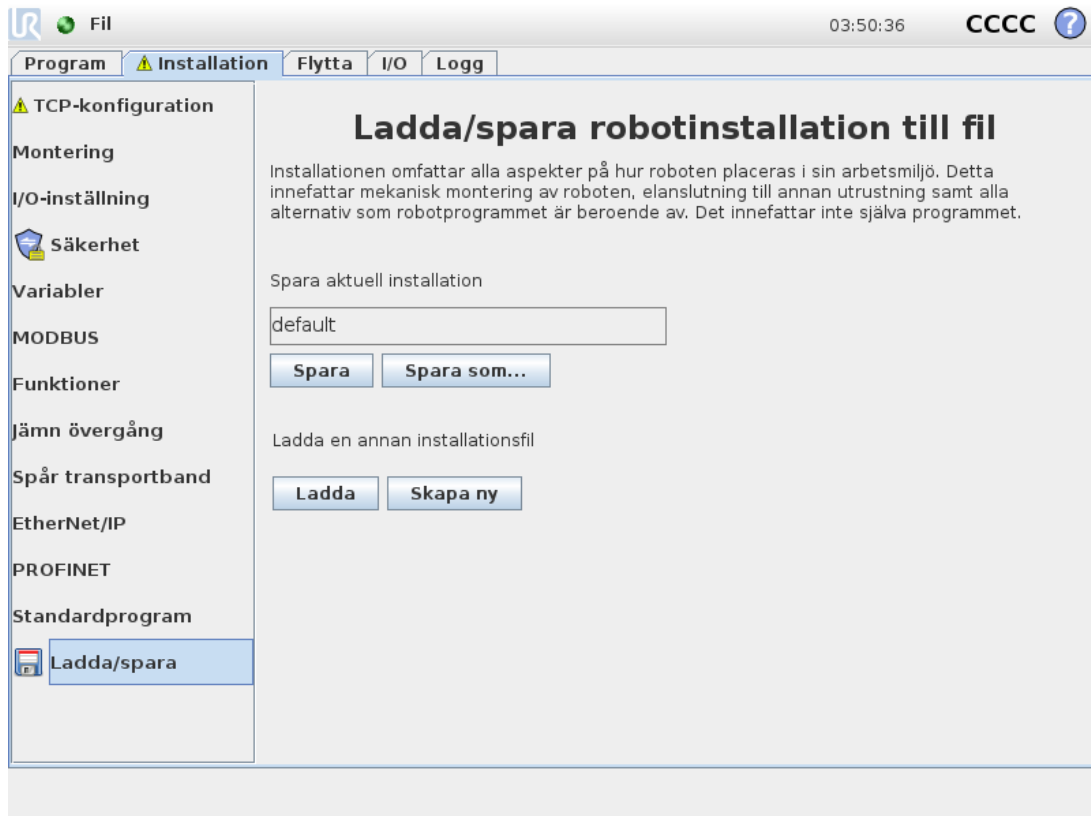 UR Fil 03:50:36 CCCC ?
Program Installation Flytta I/O Logg
TCP-konfiguration
Montering
I/O-inställning
Säkerhet
Variabler
MODBUS
Funktioner
Jämn övergång
Spår transportband
EtherNet/IP
PROFINET
Standardprogram
Ladda/spara
Ladda/spara robotinstallation till fil
Installationen omfattar alla aspekter på hur roboten placeras i sin arbetsmiljö. Detta
innefattar mekanisk montering av roboten, elanslutning till annan utrustning samt alla
alternativ som robotprogrammet är beroende av. Det innefattar inte själva programmet.
Spara aktuell installation
default
Spara Spara som...
Ladda en annan installationsfil
Ladda Skapa ny